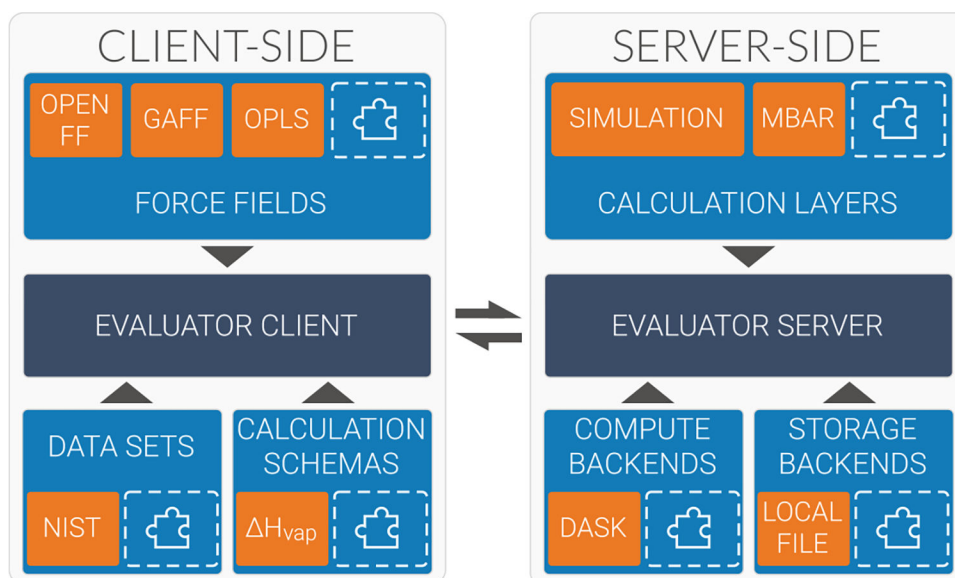 CLIENT-SIDE
OPEN
FF
GAFF
OPLS
FORCE FIELDS
EVALUATOR CLIENT
DATA SETS
NIST
CALCULATION
SCHEMAS
ΔHvap
SERVER-SIDE
SIMULATION
MBAR
CALCULATION LAYERS
EVALUATOR SERVER
COMPUTE
BACKENDS
DASK
STORAGE
BACKENDS
LOCAL
FILE